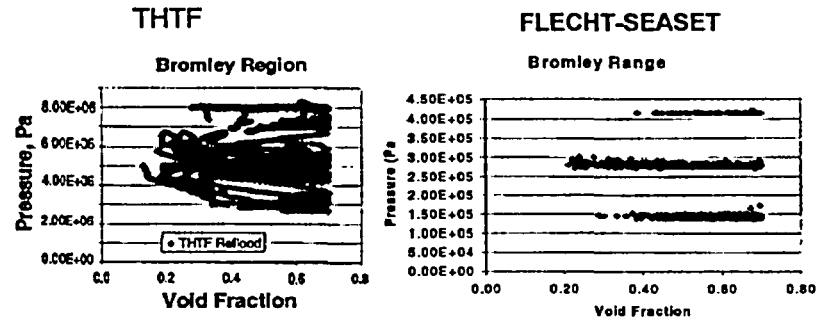 THTF
Bromley Region
Pressure, Pa
8.00E+06
6.00E+06
4.00E+06
2.00E+06
0.00E+00
THTF Reflood
0.0 0.2 0.4 0.6 0.8
Void Fraction
FLECHT-SEASET
Bromley Range
Pressure (Pa
4.50E+05
4.00E+05
3.50E+05
3.00E+05
2.50E+05
2.00E+05
1.50E+05
1.00E+05
5.00E+04
0.00E+00
0.00 0.20 0.40 0.60 0.80
Void Fraction